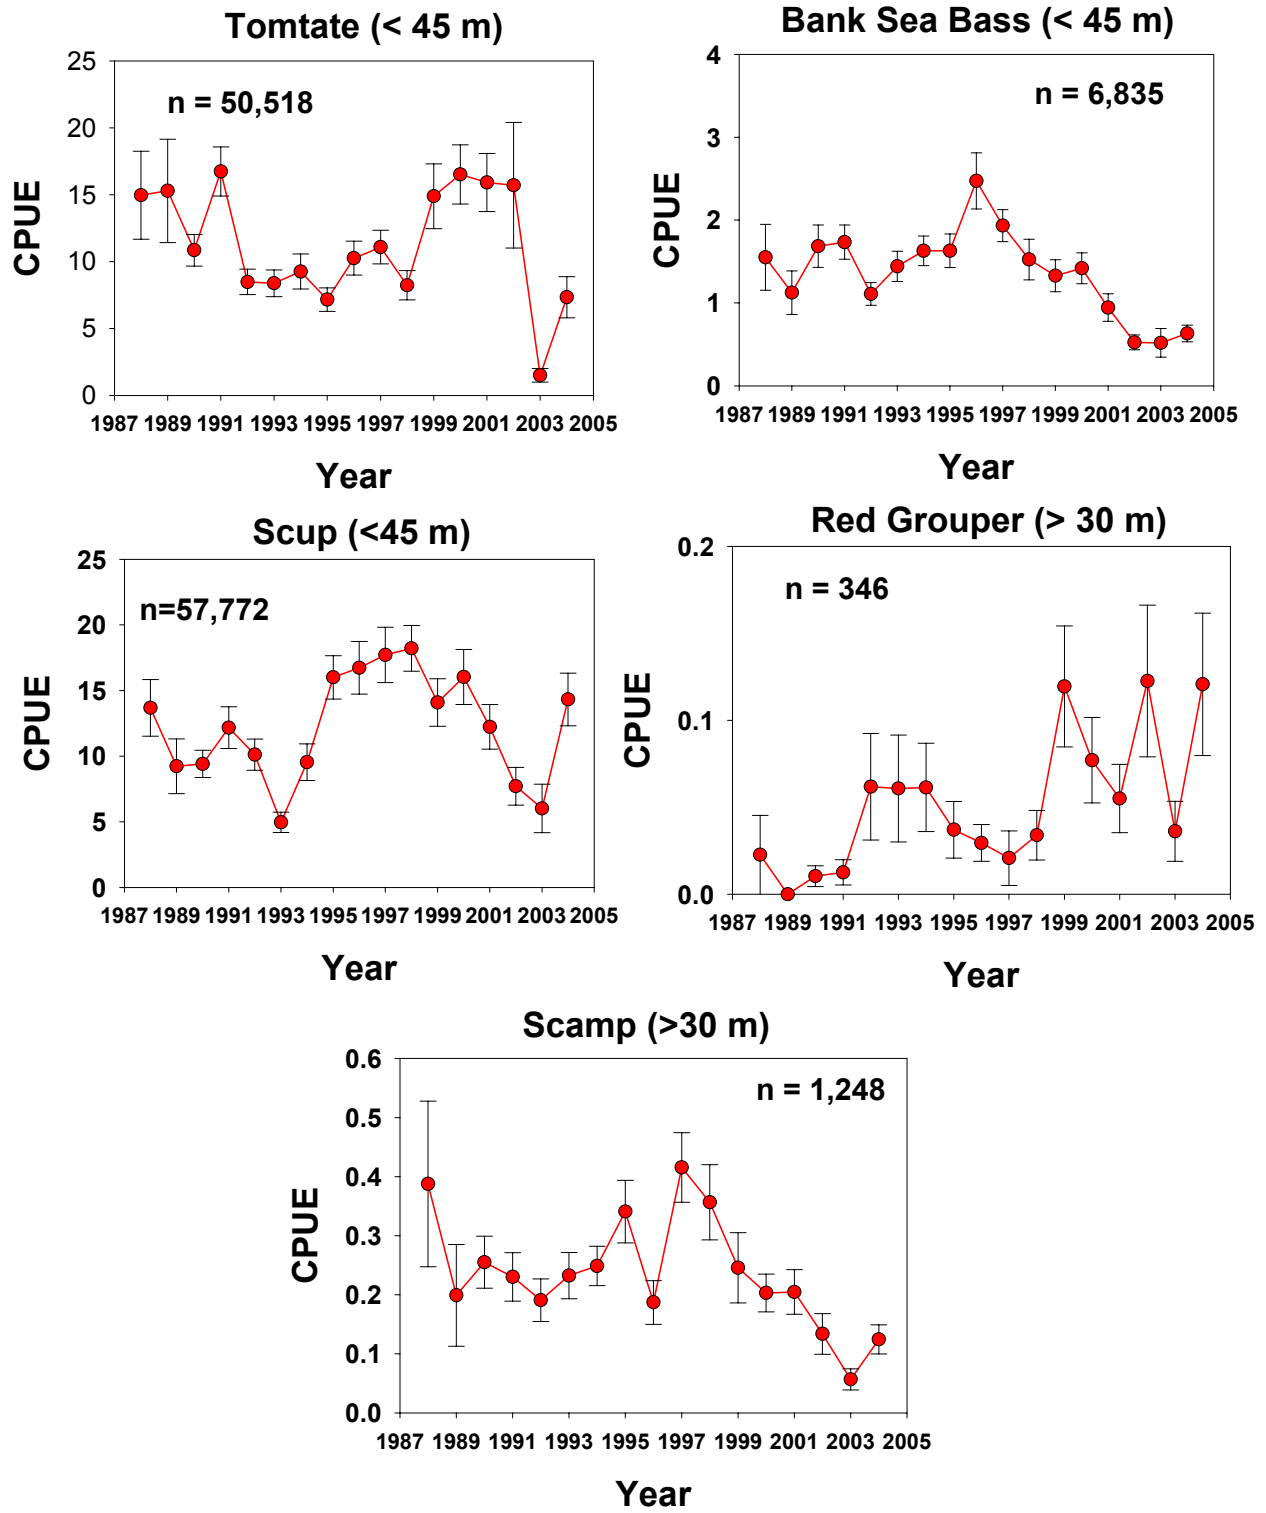 Tomtate (< 45 m)
n = 50,518
25
20
15
10
5
0
CPUE
1987 1989 1991 1993 1995 1997 1999 2001 2003 2005
Year
Bank Sea Bass (< 45 m)
n = 6,835
4
3
2
1
0
CPUE
1987 1989 1991 1993 1995 1997 1999 2001 2003 2005
Year
Scup (<45 m)
n=57,772
25
20
15
10
5
0
CPUE
1987 1989 1991 1993 1995 1997 1999 2001 2003 2005
Year
Red Grouper (> 30 m)
n = 346
0.2
0.1
0.0
CPUE
1987 1989 1991 1993 1995 1997 1999 2001 2003 2005
Year
Scamp (>30 m)
n = 1,248
0.6
0.5
0.4
0.3
0.2
0.1
0.0
CPUE
1987 1989 1991 1993 1995 1997 1999 2001 2003 2005
Year